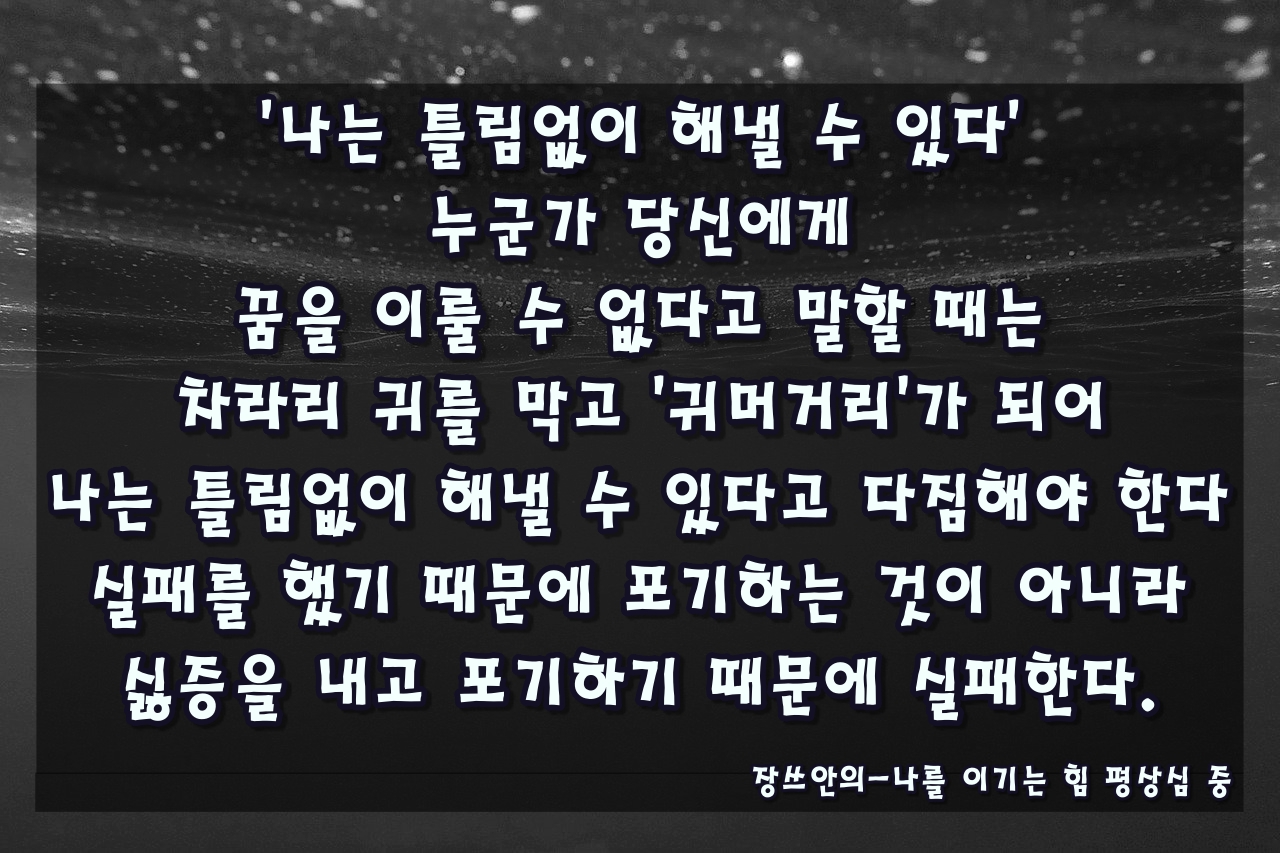 '나는 틀림없이 해낼 수 있다'
누군가 당신에게
꿈을 이룰 수 없다고 말할 때는
차라리 귀를 막고 '귀머거리'가 되어
나는 틀림없이 해낼 수 있다고 다짐해야 한다
실패를 했기 때문에 포기하는 것이 아니라
싫증을 내고 포기하기 때문에 실패한다.
장쓰안의-나를 이기는 힘 평상심 중